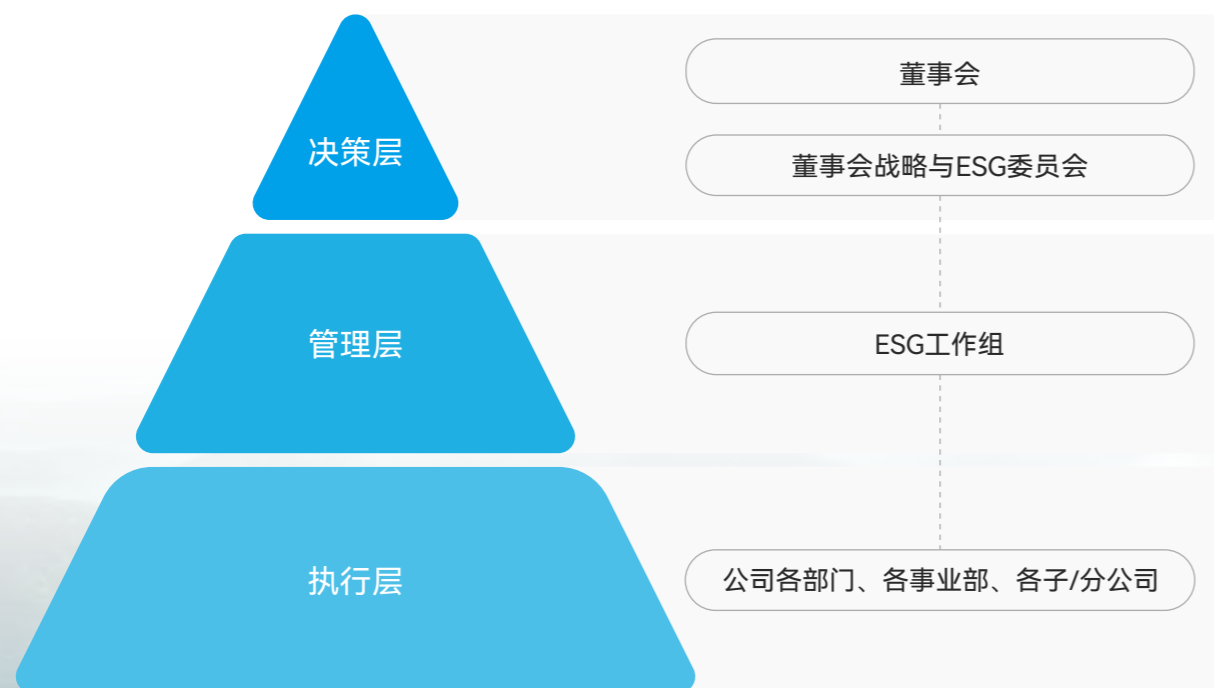 决策层
董事会
董事会战略与ESG委员会
管理层
ESG工作组
执行层
公司各部门、各事业部、各子/分公司